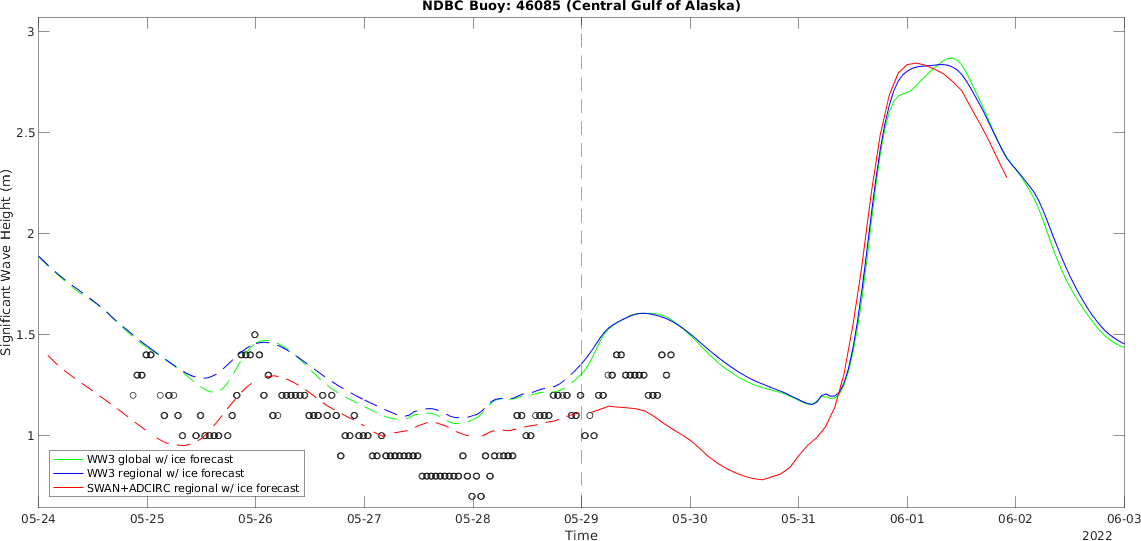 NDBC Buoy: 46085 (Central Gulf of Alaska)
Significant Wave Height (m)
3
2.5
2
1.5
1
WW3 global w/ ice forecast
WW3 regional w/ ice forecast
SWAN+ADCIRC regional w/ ice forecast
05-24 05-25 05-26 05-27 05-28 05-29 05-30 05-31 06-01 06-02 06-03
Time
2022